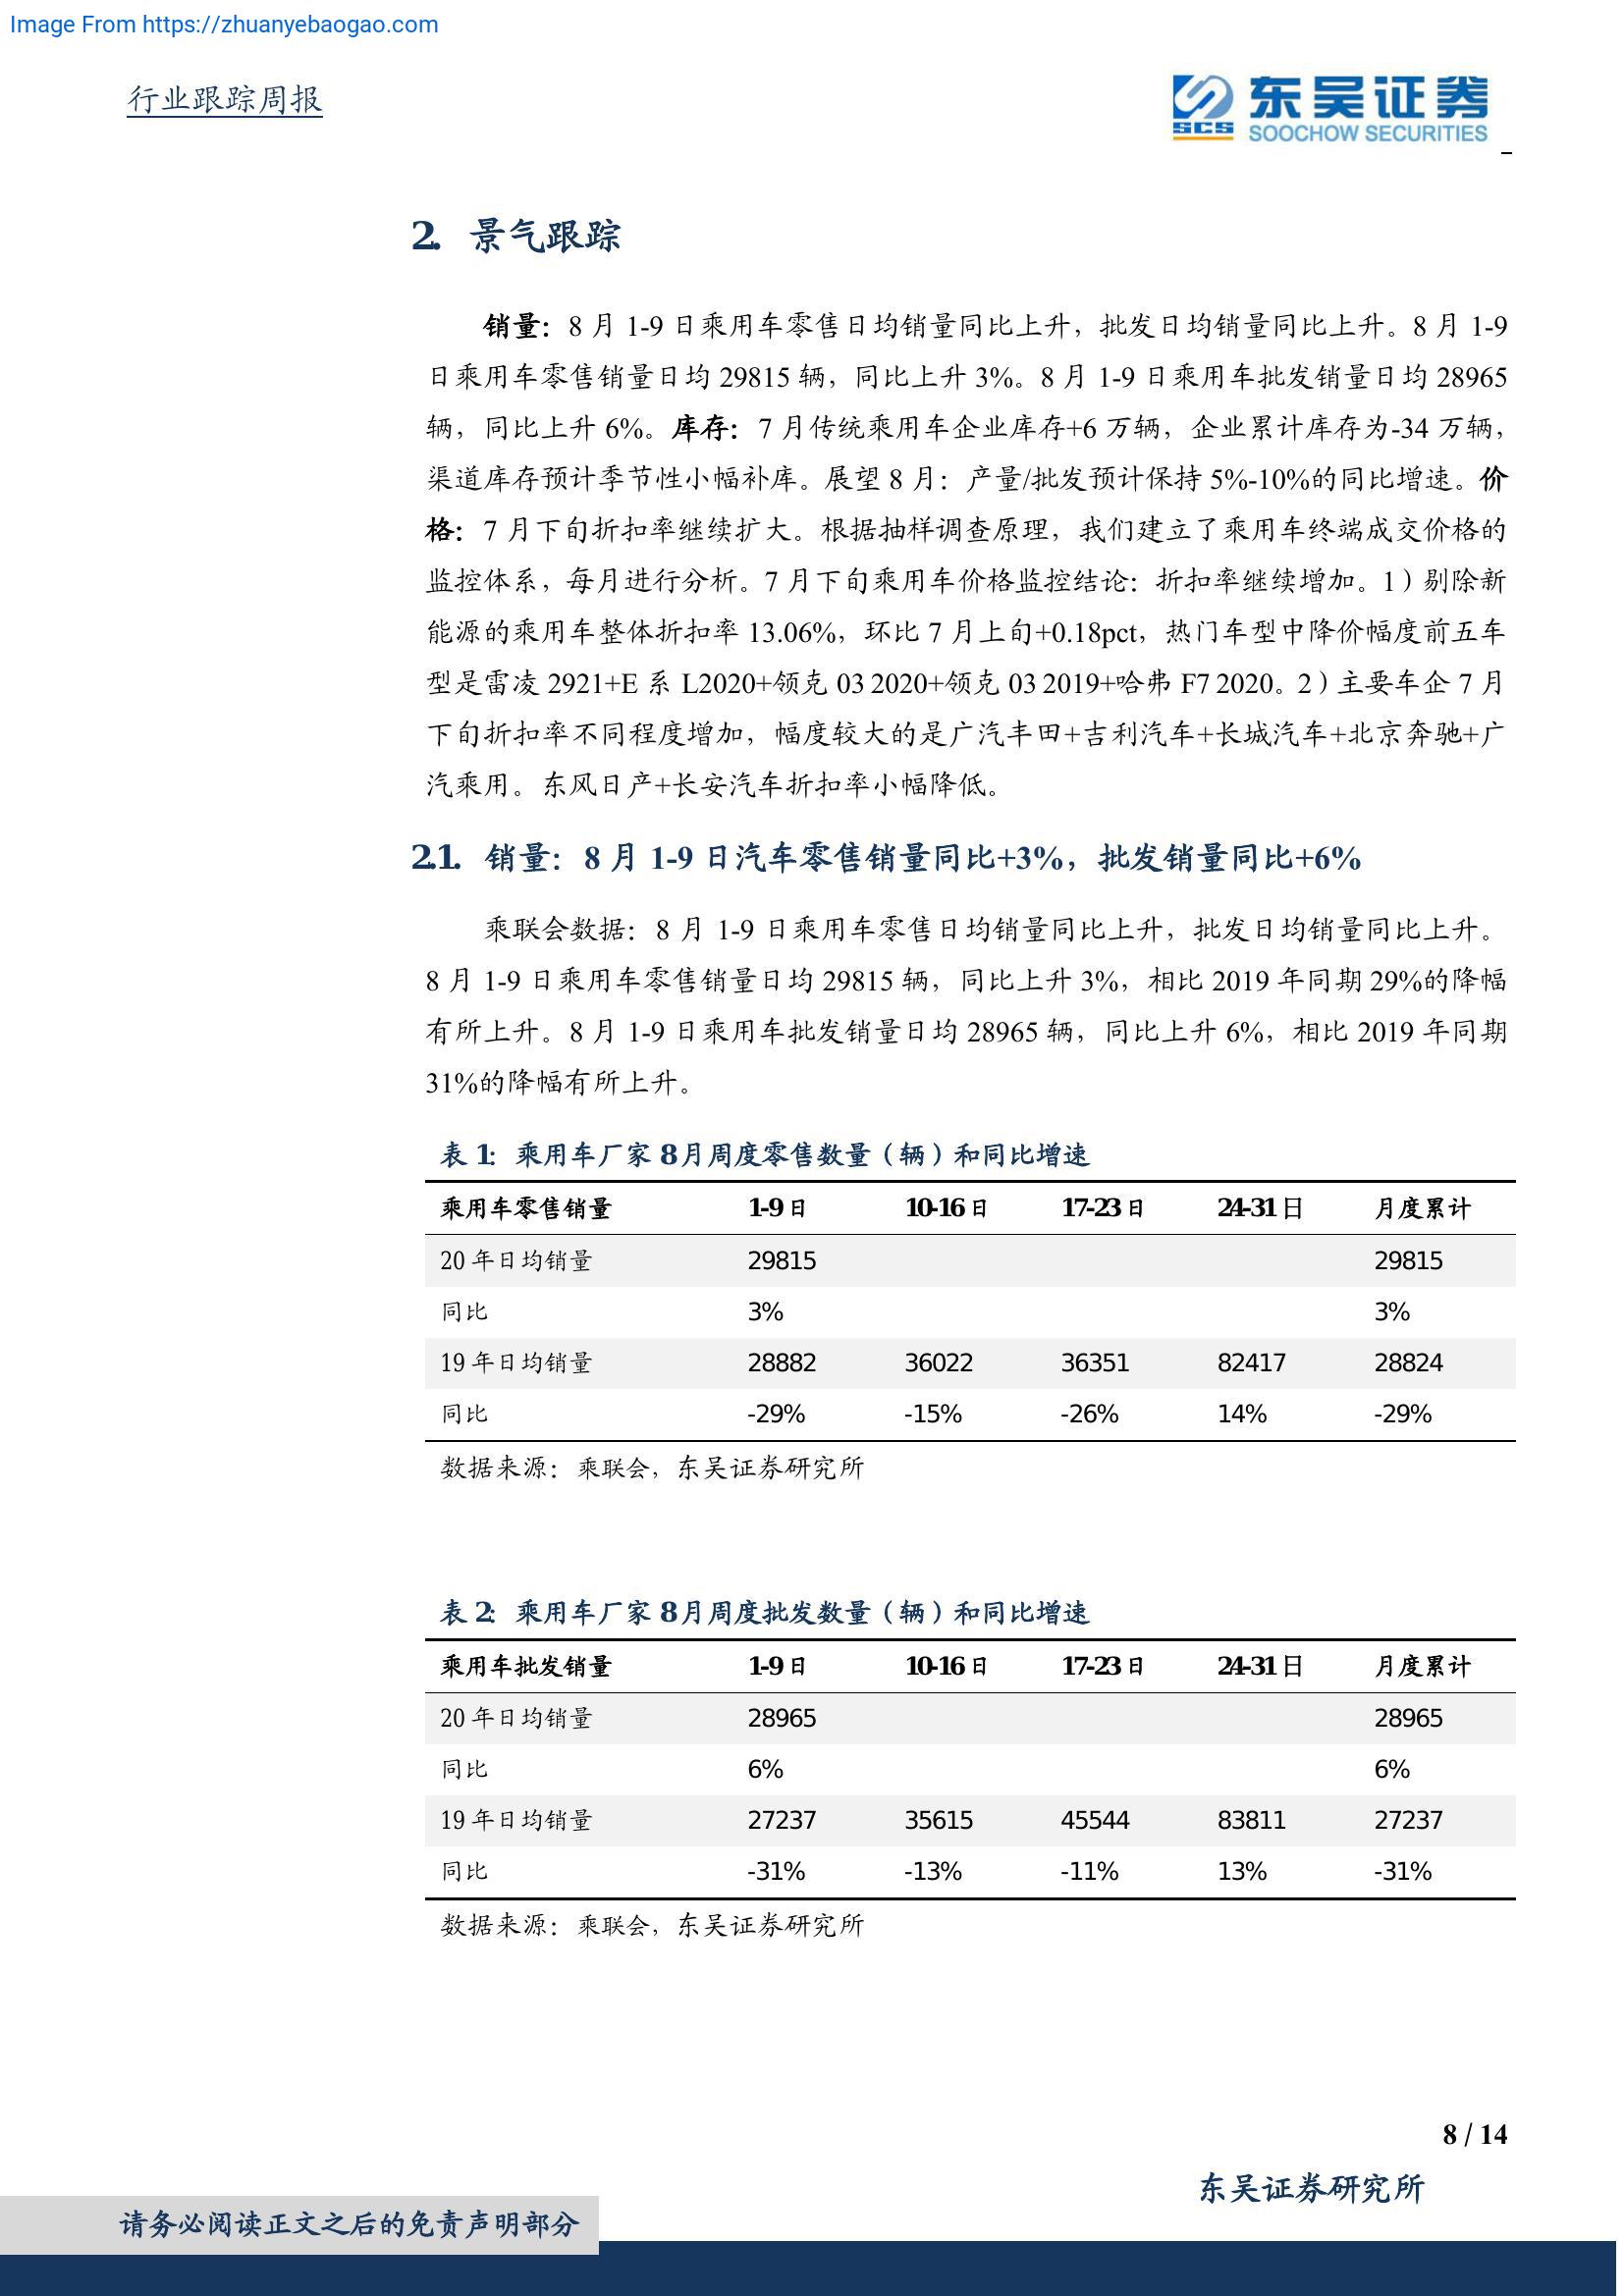 Image From https://zhuanyebaogao.com
行业跟踪周报
东吴证券
SCS
SOOCHOW SECURITIES
2. 景气跟踪
销量：8 月 1-9 日乘用车零售日均销量同比上升，批发日均销量同比上升。8 月 1-9
日乘用车零售销量日均 29815 辆，同比上升 3%。8 月 1-9 日乘用车批发销量日均 28965
辆，同比上升 6%。库存：7 月传统乘用车企业库存+6 万辆，企业累计库存为-34 万辆，
渠道库存预计季节性小幅补库。展望 8 月：产量/批发预计保持 5%-10%的同比增速。价
格：7 月下旬折扣率继续扩大。根据抽样调查原理，我们建立了乘用车终端成交价格的
监控体系，每月进行分析。7 月下旬乘用车价格监控结论：折扣率继续增加。1）剔除新
能源的乘用车整体折扣率 13.06%，环比 7 月上旬+0.18pct，热门车型中降价幅度前五车
型是雷凌 2921+E 系 L2020+领克 03 2020+领克 03 2019+哈弗 F7 2020。2）主要车企 7 月
下旬折扣率不同程度增加，幅度较大的是广汽丰田+吉利汽车+长城汽车+北京奔驰+广
汽乘用。东风日产+长安汽车折扣率小幅降低。
2.1. 销量：8 月 1-9 日汽车零售销量同比+3%，批发销量同比+6%
乘联会数据：8 月 1-9 日乘用车零售日均销量同比上升，批发日均销量同比上升。
8 月 1-9 日乘用车零售销量日均 29815 辆，同比上升 3%，相比 2019 年同期 29%的降幅
有所上升。8 月 1-9 日乘用车批发销量日均 28965 辆，同比上升 6%，相比 2019 年同期
31%的降幅有所上升。
表 1：乘用车厂家 8月周度零售数量（辆）和同比增速
乘用车零售销量 1-9 日 10-16 日 17-23 日 24-31 日 月度累计
20 年日均销量 29815 29815
同比 3% 3%
19 年日均销量 28882 36022 36351 82417 28824
同比 -29% -15% -26% 14% -29%
数据来源：乘联会，东吴证券研究所
表 2：乘用车厂家 8月周度批发数量（辆）和同比增速
乘用车批发销量 1-9 日 10-16 日 17-23 日 24-31 日 月度累计
20 年日均销量 28965 28965
同比 6% 6%
19 年日均销量 27237 35615 45544 83811 27237
同比 -31% -13% -11% 13% -31%
数据来源：乘联会，东吴证券研究所
8 / 14
东吴证券研究所
请务必阅读正文之后的免责声明部分